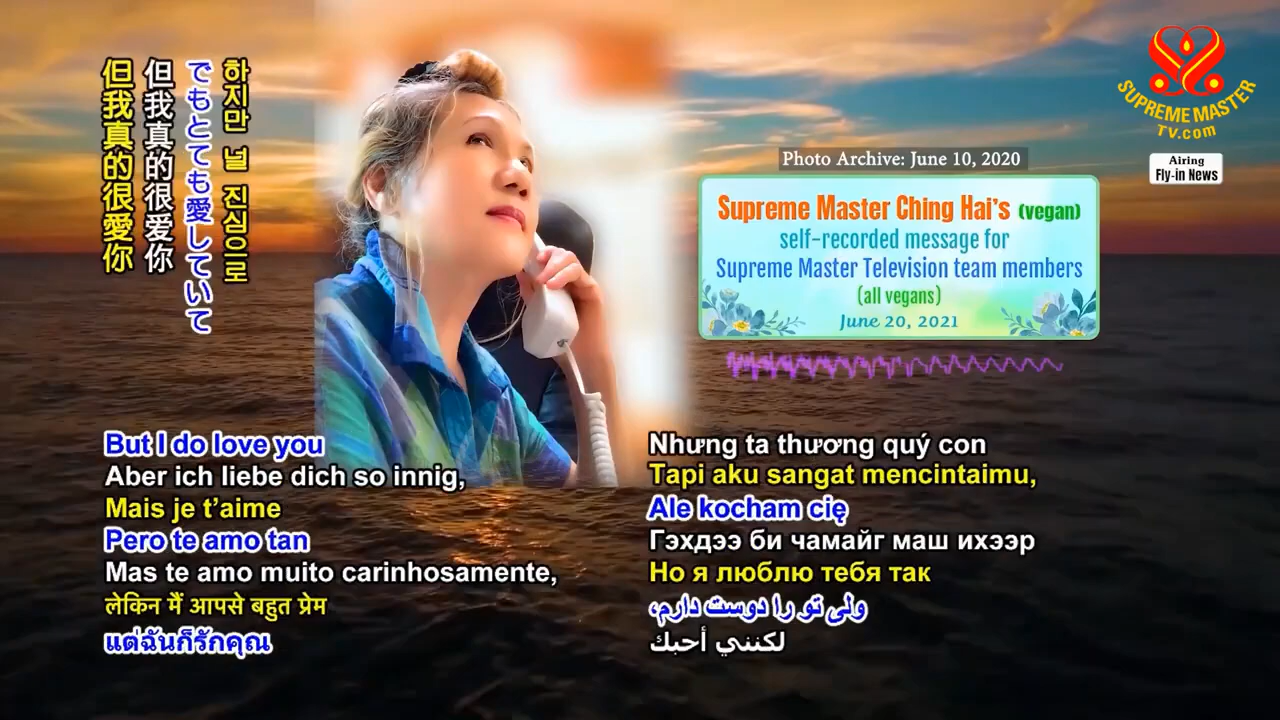 SUPREME MASTER
TV.com
Airing
Fly-in News
Photo Archive: June 10, 2020
Supreme Master Ching Hai’s (vegan)
self-recorded message for
Supreme Master Television team members
(all vegans)
June 20, 2021
하지만 널 진심으로
でもとても愛していて
但我真的很爱你
但我真的很愛你
But I do love you
Aber ich liebe dich so innig,
Mais je t’aime
Pero te amo tan
Mas te amo muito carinhosamente,
लेकिन मैं आपसे बहुत प्रेम
แต่ฉันก็รักคุณ
Nhưng ta thương quý con
Tapi aku sangat mencintaimu,
Ale kocham cię
Гэхдээ би чамайг маш ихээр
Но я люблю тебя так
ولی تو را دوست دارم،
لكنني أحبك